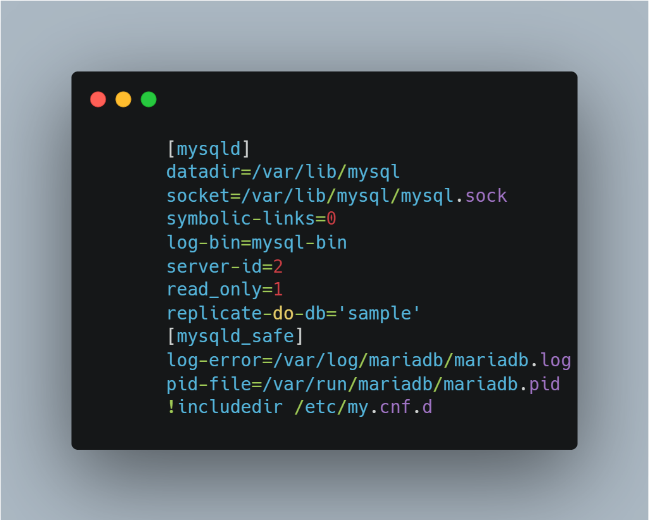 [mysqld]
datadir=/var/lib/mysql
socket=/var/lib/mysql/mysql.sock
symbolic-links=0
log-bin=mysql-bin
server-id=2
read_only=1
replicate-do-db='sample'
[mysqld_safe]
log-error=/var/log/mariadb/mariadb.log
pid-file=/var/run/mariadb/mariadb.pid
!includedir /etc/my.cnf.d